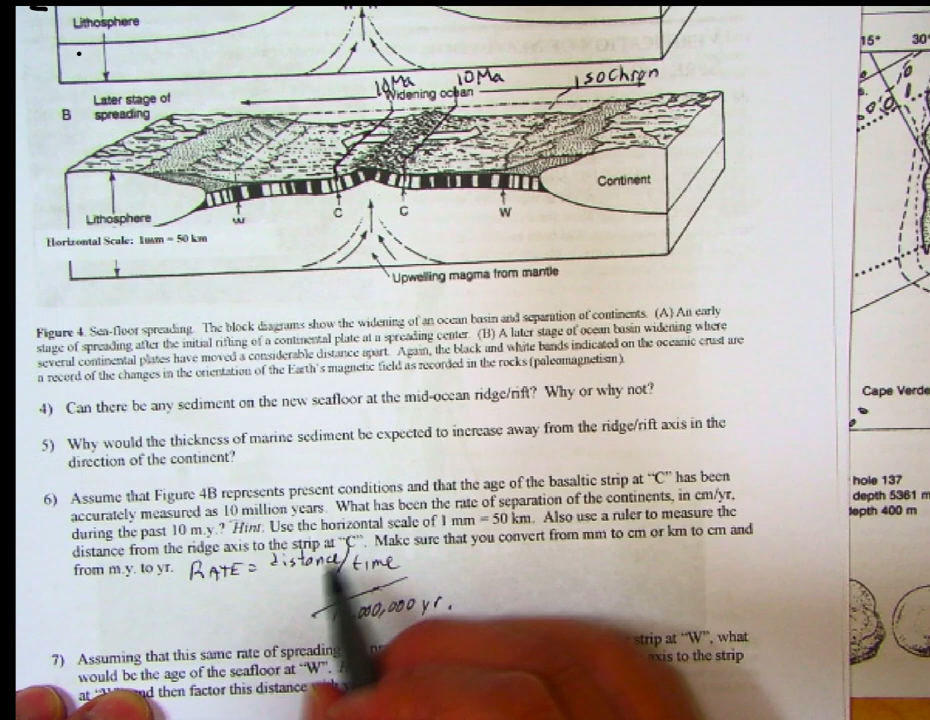 Lithosphere
15° 30°
10 Ma 10 Ma isochron
Later stage of
B spreading
Widening ocean
Continent
Lithosphere
W C C W
Horizontal Scale: 1mm = 50 km
Upwelling magma from mantle
Figure 4. Sea-floor spreading. The block diagrams show the widening of an ocean basin and separation of continents. (A) An early
stage of spreading after the initial rifting of a continental plate at a spreading center. (B) A later stage of ocean basin widening where
several continental plates have moved a considerable distance apart. Again, the black and white bands indicated on the oceanic crust are
a record of the changes in the orientation of the Earth's magnetic field as recorded in the rocks (paleomagnetism).
4) Can there be any sediment on the new seafloor at the mid-ocean ridge/rift? Why or why not?
Cape Verde
5) Why would the thickness of marine sediment be expected to increase away from the ridge/rift axis in the
direction of the continent?
6) Assume that Figure 4B represents present conditions and that the age of the basaltic strip at "C" has been
accurately measured as 10 million years. What has been the rate of separation of the continents, in cm/yr,
during the past 10 m.y.? Hint: Use the horizontal scale of 1 mm = 50 km. Also use a ruler to measure the
distance from the ridge axis to the strip at "C". Make sure that you convert from mm to cm or km to cm and
from m.y. to yr.
hole 137
depth 5361 m
depth 400 m
RATE = distance/time
000,000 yr.
7) Assuming that this same rate of spreading strip at "W", what
would be the age of the seafloor at "W". axis to the strip
at and then factor this distance